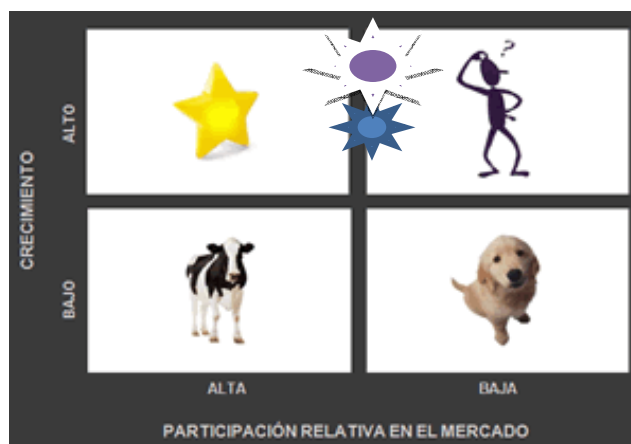 ?
ALTO
CRECIMIENTO
BAJO
ALTA
BAJA
PARTICIPACIÓN RELATIVA EN EL MERCADO